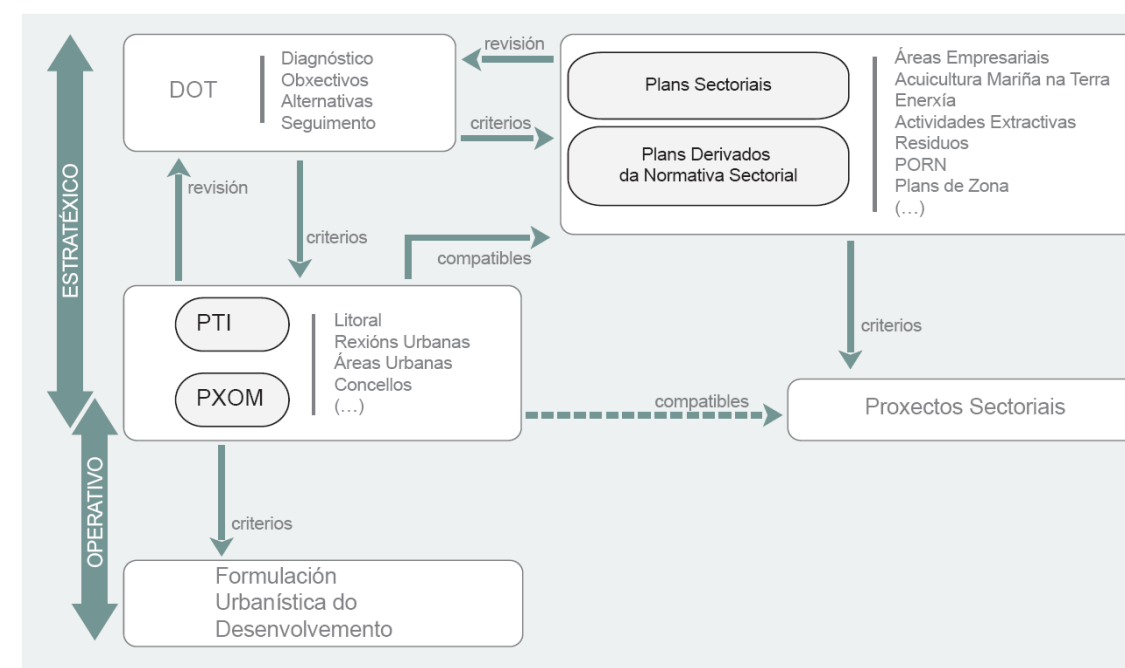 ESTRATÉXICO
OPERATIVO
DOT
Diagnóstico
Obxectivos
Alternativas
Seguimento
revisión
criterios
Plans Sectoriais
Plans Derivados
da Normativa Sectorial
Áreas Empresariais
Acuicultura Mariña na Terra
Enerxía
Actividades Extractivas
Residuos
PORN
Plans de Zona
(…)
revisión
criterios
compatibles
PTI
PXOM
Litoral
Rexións Urbanas
Áreas Urbanas
Concellos
(…)
criterios
compatibles
Proxectos Sectoriais
criterios
Formulación
Urbanística do
Desenvolvemento